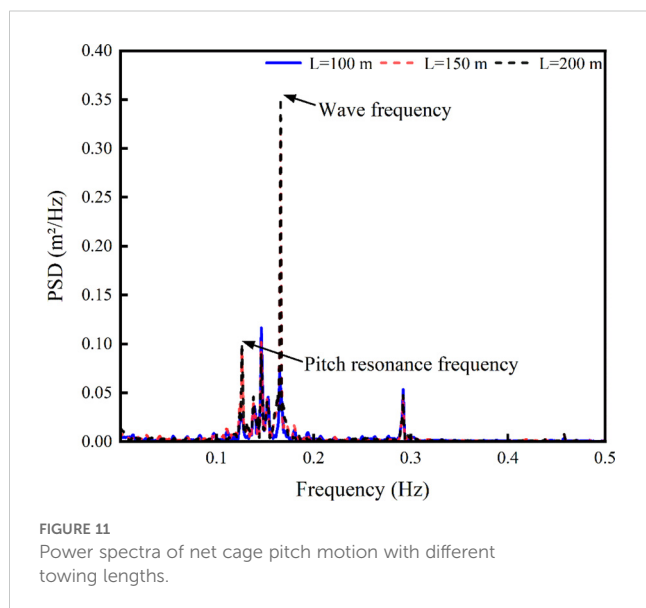 0.40
L=100 m L=150 m L=200 m
0.35
Wave frequency
0.30
0.25
PSD (m²/Hz)
0.20
0.15
0.10
Pitch resonance frequency
0.05
0.00
0.1 0.2 0.3 0.4 0.5
Frequency (Hz)
FIGURE 11
Power spectra of net cage pitch motion with different
towing lengths.